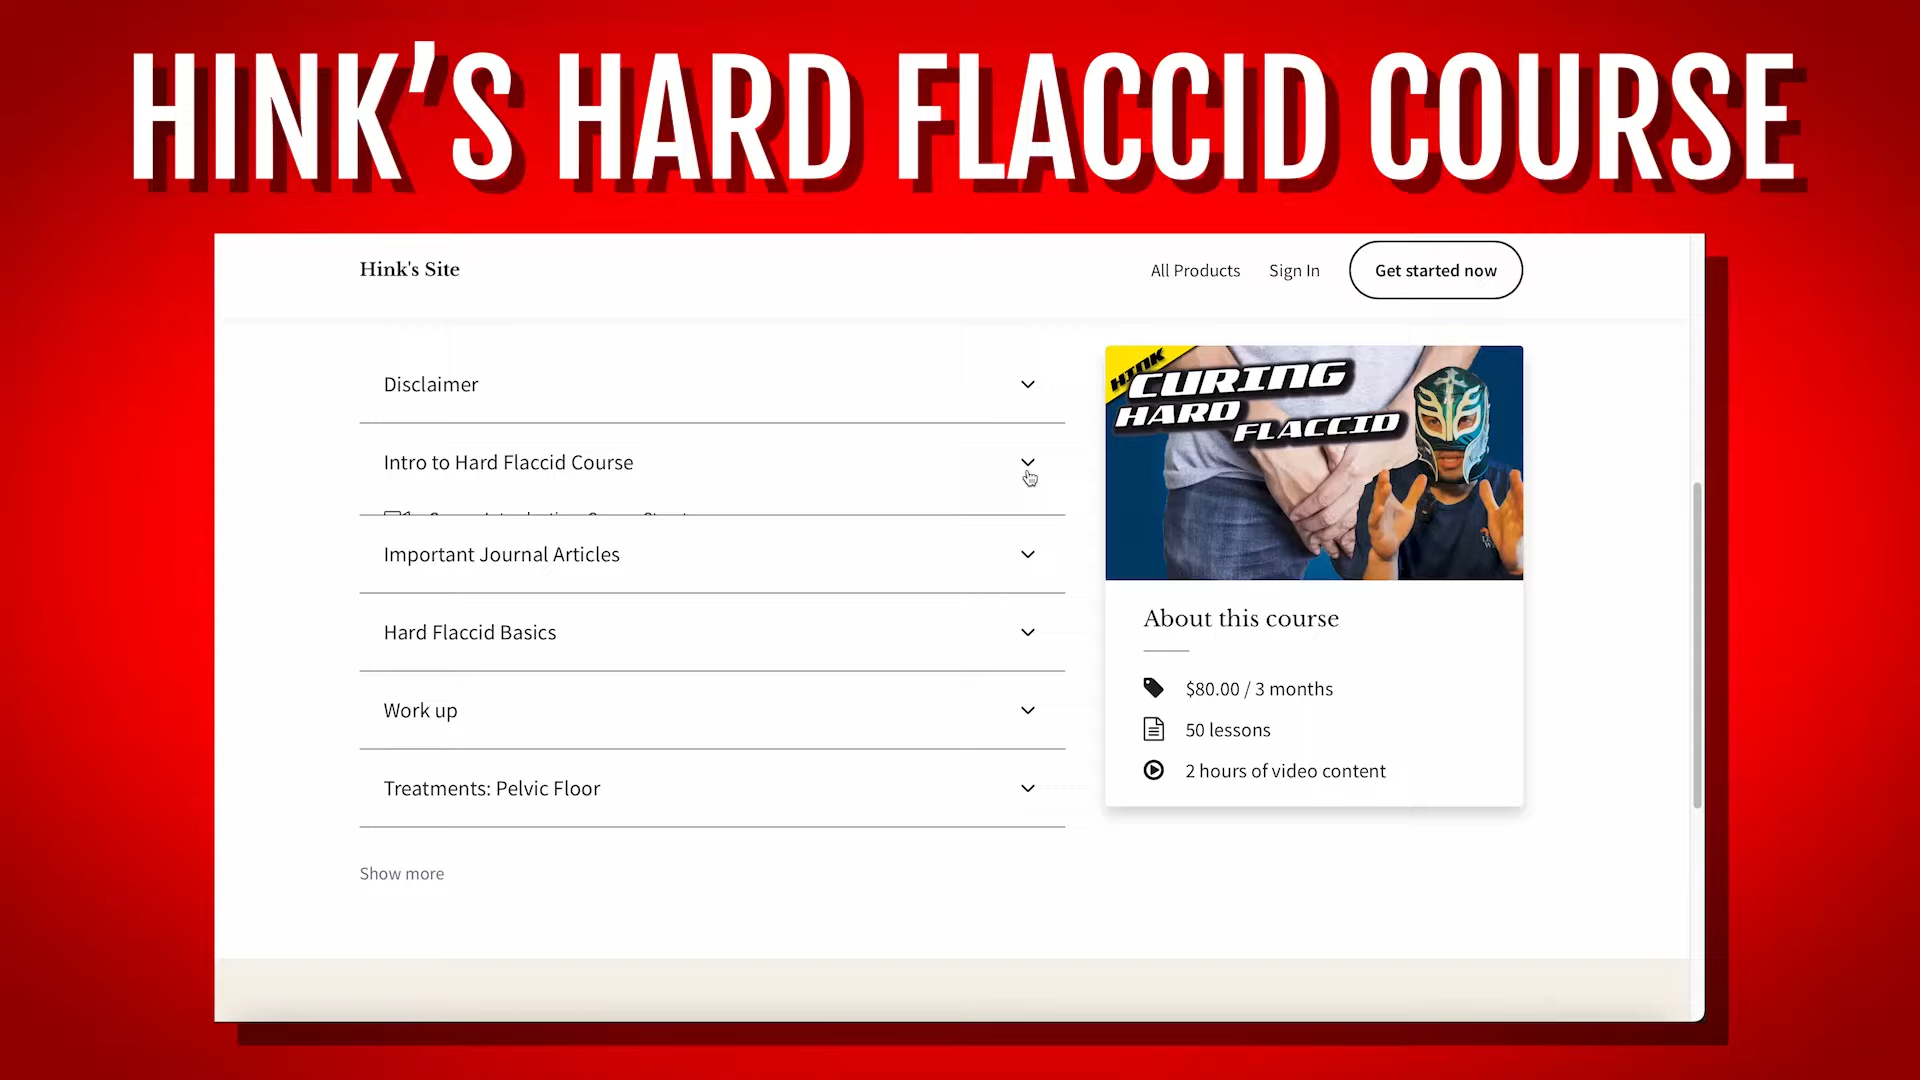 HINK'S HARD FLACCID COURSE
Hink's Site
All Products
Sign In
Get started now
Disclaimer
Intro to Hard Flaccid Course
Important Journal Articles
Hard Flaccid Basics
Work up
Treatments: Pelvic Floor
Show more
HINK
CURING
HARD
FLACCID
About this course
$80.00 / 3 months
50 lessons
2 hours of video content